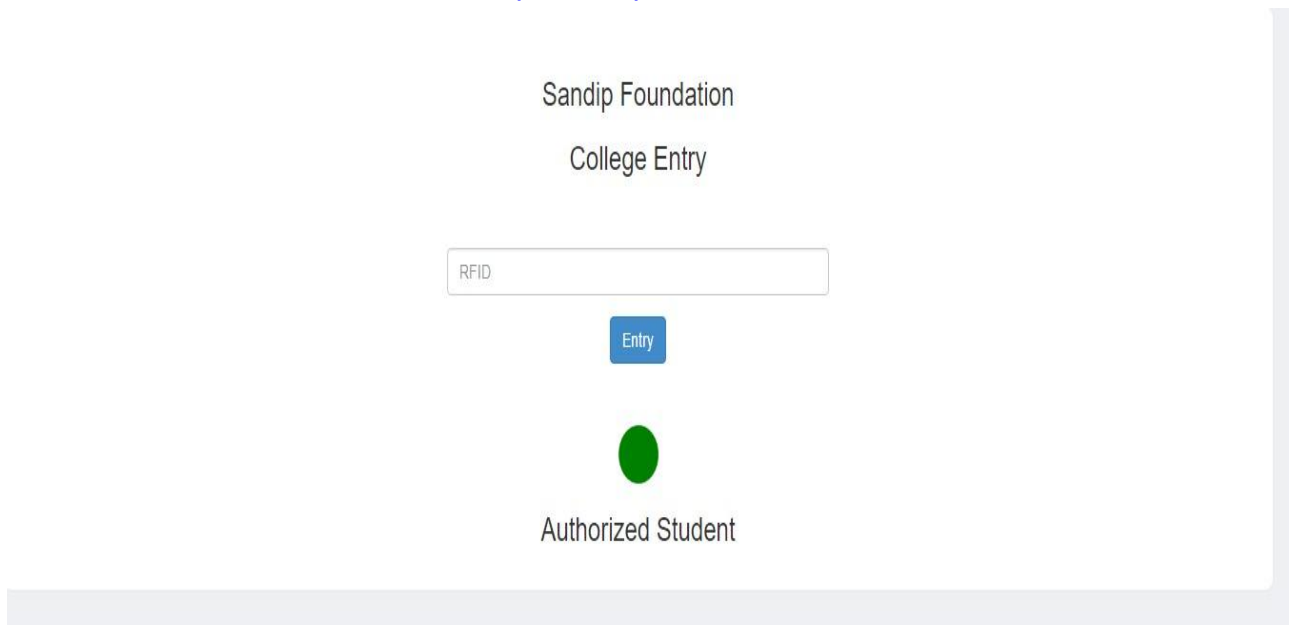 Sandip Foundation
College Entry
RFID
Entry
Authorized Student